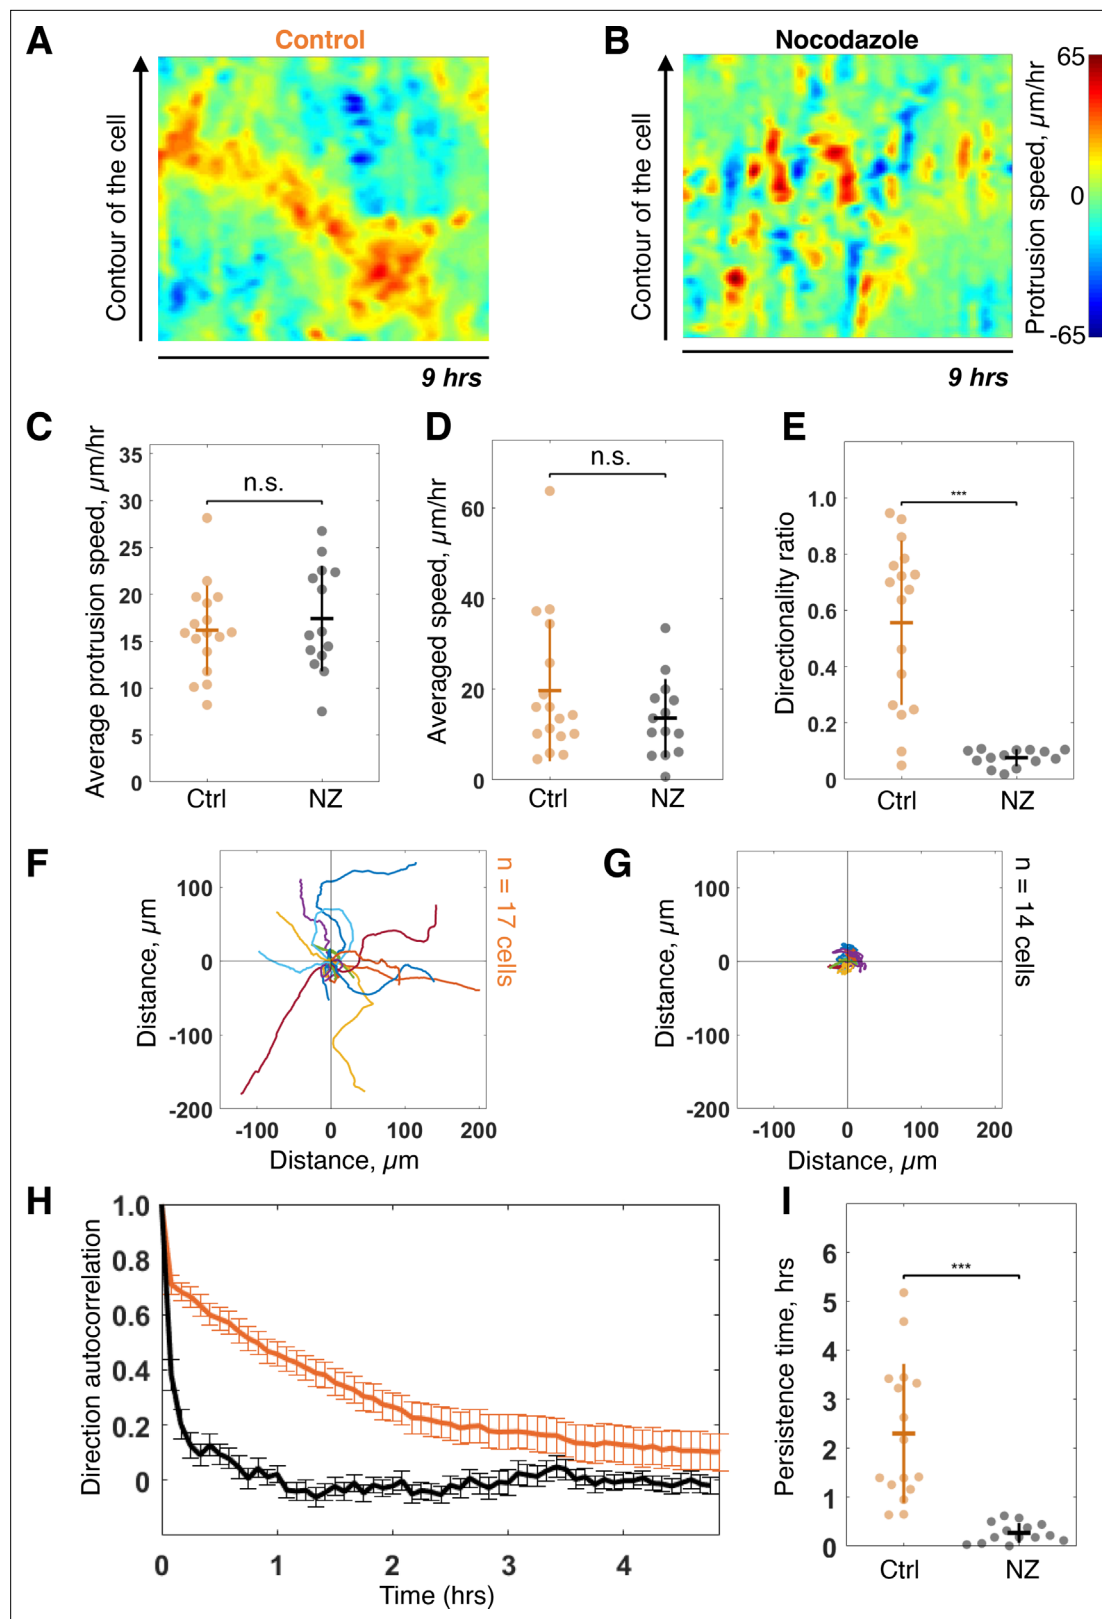 A
Control
Contour of the cell
9 hrs
B
Nocodazole
Contour of the cell
9 hrs
65
0
-65
Protrusion speed, µm/hr
C
Average protrusion speed, µm/hr
35
30
25
20
15
10
5
0
n.s.
Ctrl
NZ
D
Averaged speed, µm/hr
60
40
20
0
n.s.
Ctrl
NZ
E
Directionality ratio
1.0
0.8
0.6
0.4
0.2
0
***
Ctrl
NZ
F
Distance, µm
100
0
-100
-200
-100
0
100
200
Distance, µm
n = 17 cells
G
Distance, µm
100
0
-100
-200
-100
0
100
200
Distance, µm
n = 14 cells
H
Direction autocorrelation
1.0
0.8
0.6
0.4
0.2
0
0
1
2
3
4
Time (hrs)
I
Persistence time, hrs
6
5
4
3
2
1
0
***
Ctrl
NZ